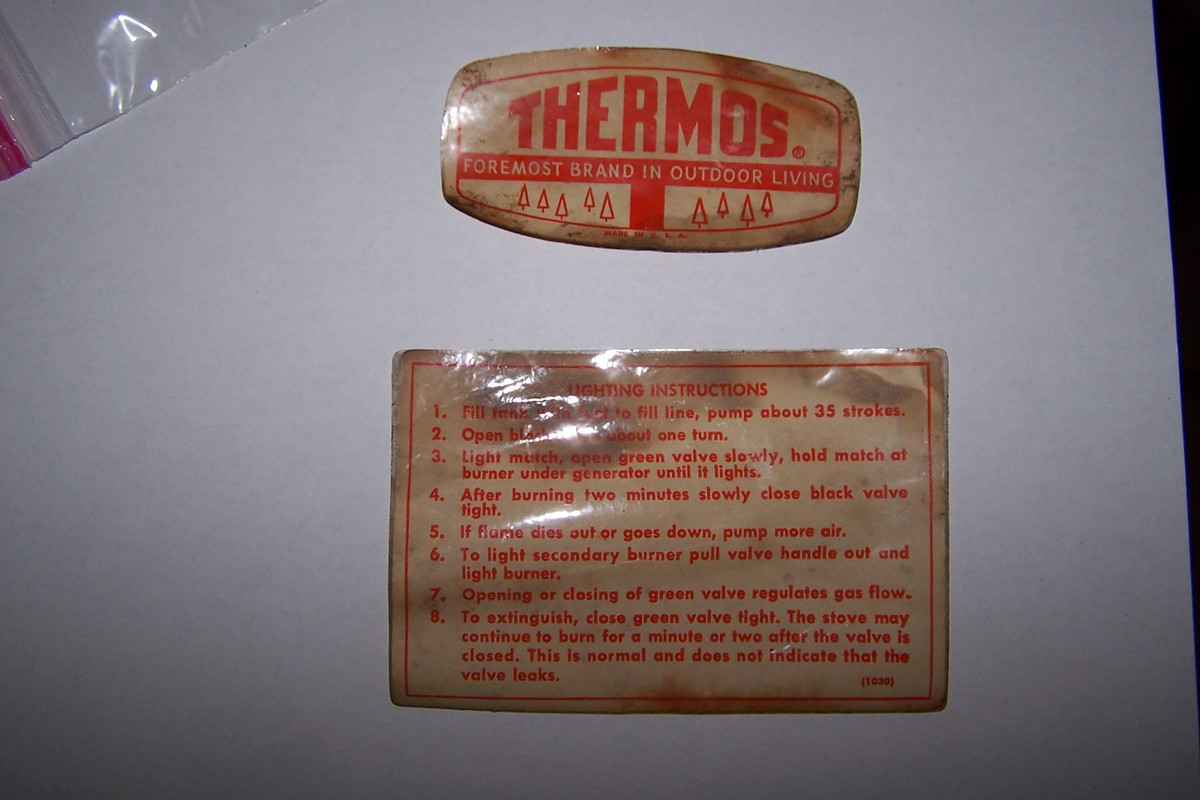 THERMOS®
FOREMOST BRAND IN OUTDOOR LIVING
MADE IN U. S. A.
LIGHTING INSTRUCTIONS
1. Fill tank with fuel to fill line, pump about 35 strokes.
2. Open black valve about one turn.
3. Light match, open green valve slowly, hold match at
burner under generator until it lights.
4. After burning two minutes slowly close black valve
tight.
5. If flame dies out or goes down, pump more air.
6. To light secondary burner pull valve handle out and
light burner.
7. Opening or closing of green valve regulates gas flow.
8. To extinguish, close green valve tight. The stove may
continue to burn for a minute or two after the valve is
closed. This is normal and does not indicate that the
valve leaks.
(1030)